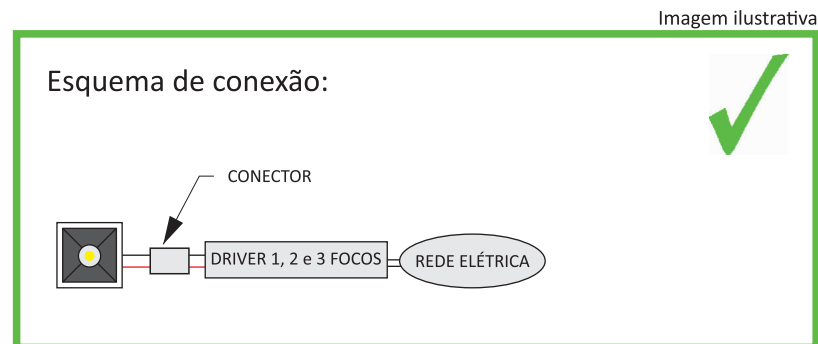 Imagem ilustrativa
Esquema de conexão:
CONECTOR
DRIVER 1, 2 e 3 FOCOS
REDE ELÉTRICA